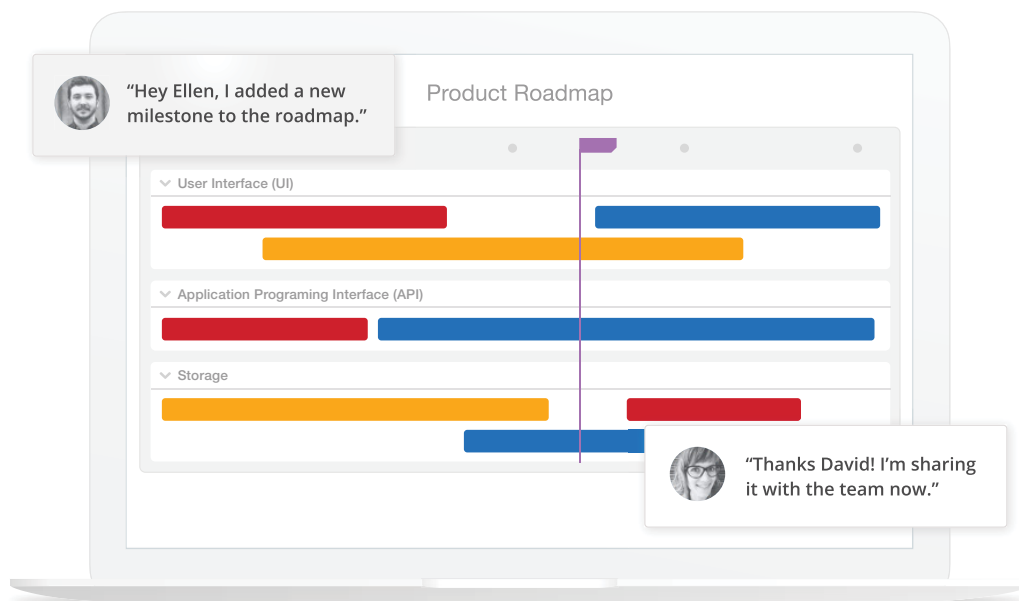 “Hey Ellen, I added a new
milestone to the roadmap.”
Product Roadmap
User Interface (UI)
Application Programing Interface (API)
Storage
“Thanks David! I’m sharing
it with the team now.”